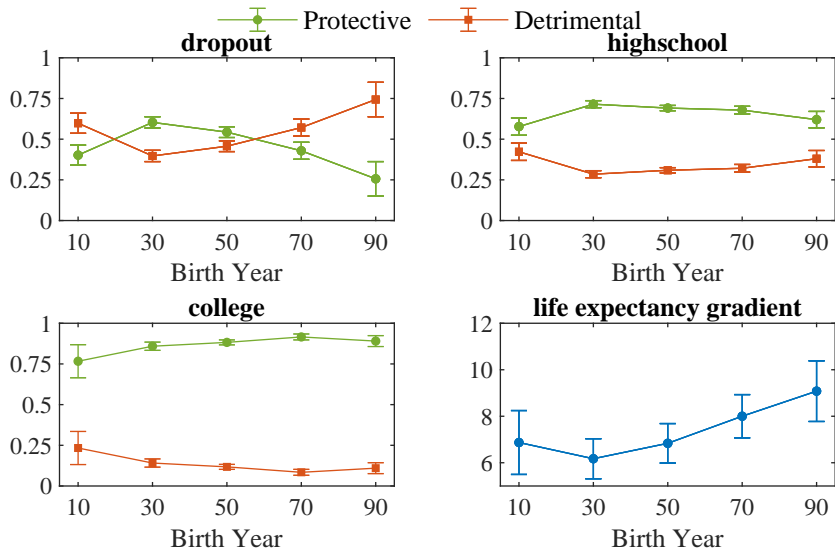 Protective Detrimental
dropout highschool
1 1
0.75 0.75
0.5 0.5
0.25 0.25
0 0
10 30 50 70 90 10 30 50 70 90
Birth Year Birth Year
college life expectancy gradient
1 12
0.75 10
0.5 8
0.25 6
0
10 30 50 70 90 10 30 50 70 90
Birth Year Birth Year